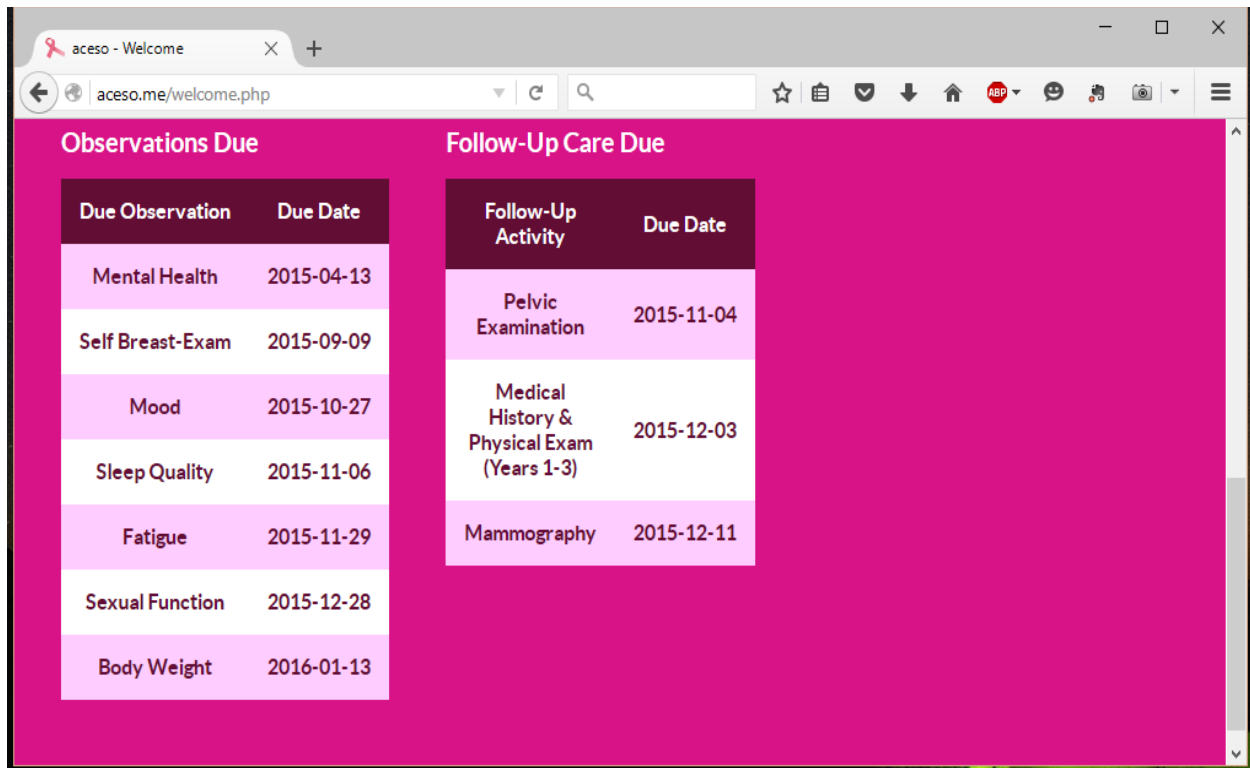 aceso - Welcome
aceso.me/welcome.php
ABP
Observations Due
Due Observation Due Date
Mental Health 2015-04-13
Self Breast-Exam 2015-09-09
Mood 2015-10-27
Sleep Quality 2015-11-06
Fatigue 2015-11-29
Sexual Function 2015-12-28
Body Weight 2016-01-13
Follow-Up Care Due
Follow-Up
Activity
Due Date
Pelvic
Examination
2015-11-04
Medical
History &
Physical Exam
(Years 1-3)
2015-12-03
Mammography 2015-12-11